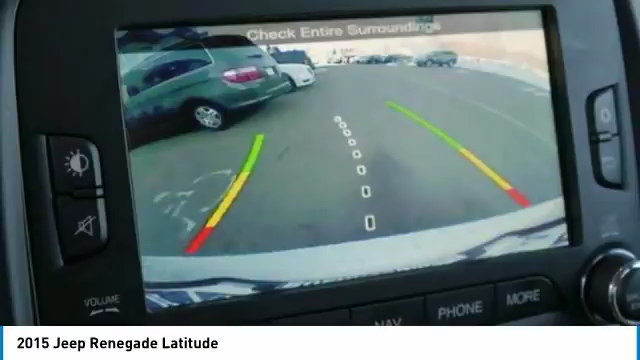 Check Entire Surroundings
VOLUME
NAV
PHONE
MORE
2015 Jeep Renegade Latitude